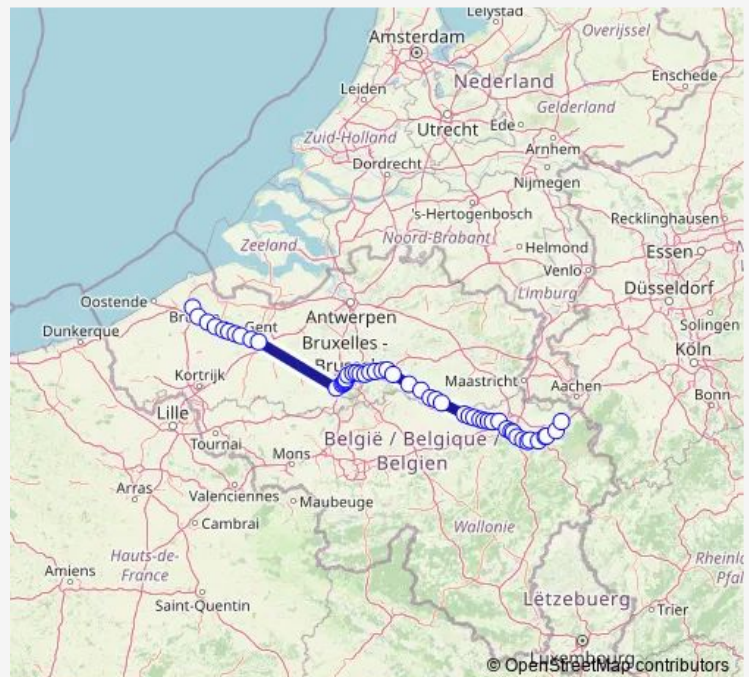 Lelystad
Amsterdam
Overijssel
Enschede
Leiden
Nederland
Gelderland
Utrecht
Ede
Zuid-Holland
Arnhem
Dordrecht
Nijmegen
's-Hertogenbosch
Recklinghausen
Zeeland
Noord-Brabant
Helmond
Essen
Venlo
Oostende
Limburg
Düsseldorf
Antwerpen
Dunkerque
Gent
Solingen
Bruxelles -
Köln
Kortrijk
Maastricht
Aachen
Bonn
Lille
Tournai
België / Belgique /
Belgien
Mons
Arras
Valenciennes
Maubeuge
Cambrai
Wallonie
Hauts-de-
France
Amiens
Saint-Quentin
Lëtzebuerg
Trier
Luxembourg
© OpenStreetMap contributors